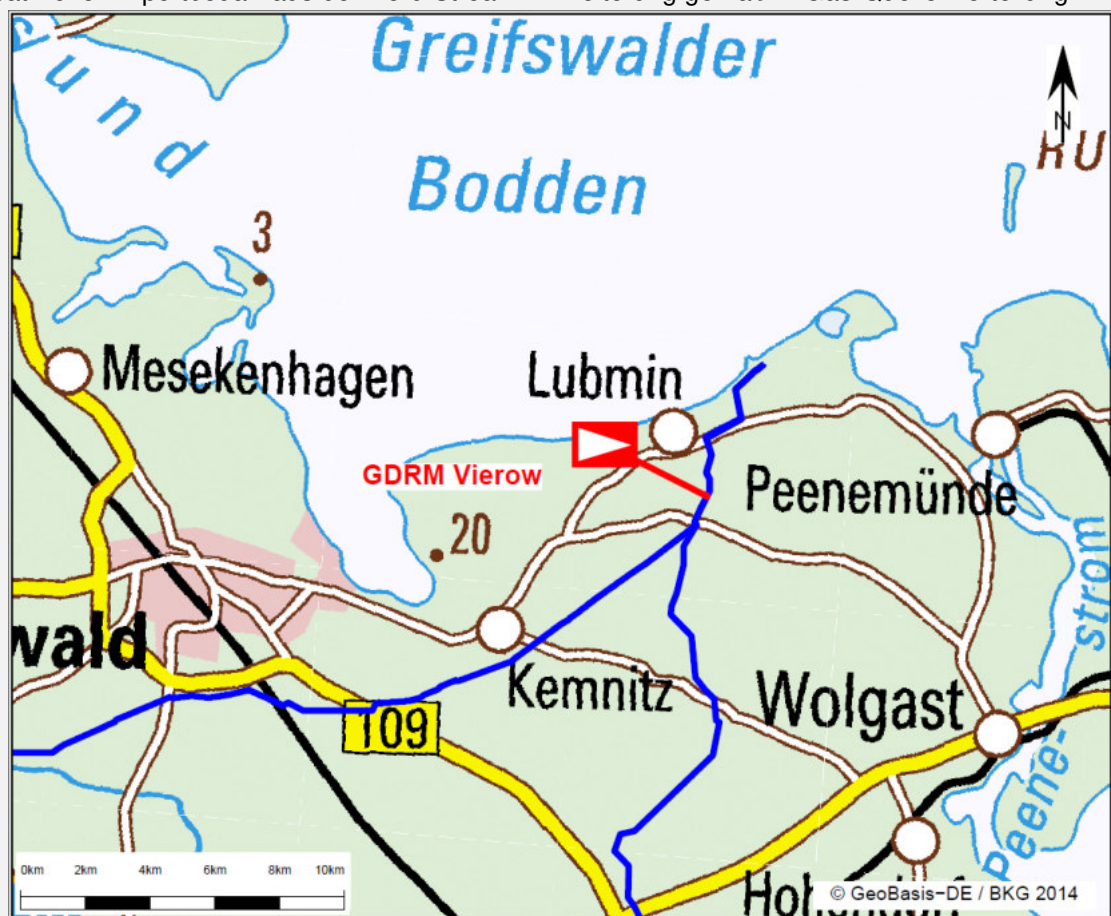 Greifswalder
Bodden
und
N
RU
3
Mesekenhagen
Lubmin
GDRM Vierow
Peenemünde
20
strom
wald
Kemnitz
Wolgast
109
Peene-
0km 2km 4km 6km 10km
© GeoBasis-DE / BKG 2014